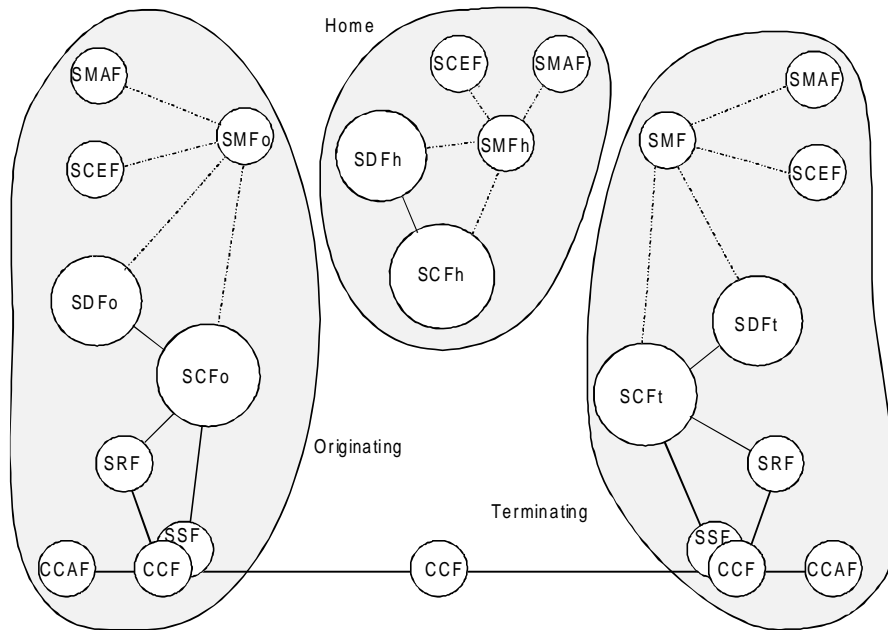 Home
SMAF
SCEF
SMFo
SDFo
SCFo
SRF
SSF
CCAF
CCF
Originating
SCEF
SMAF
SDFh
SMFh
SCFh
CCF
Terminating
SMAF
SMF
SCEF
SDFt
SCFt
SRF
SSF
CCF
CCAF